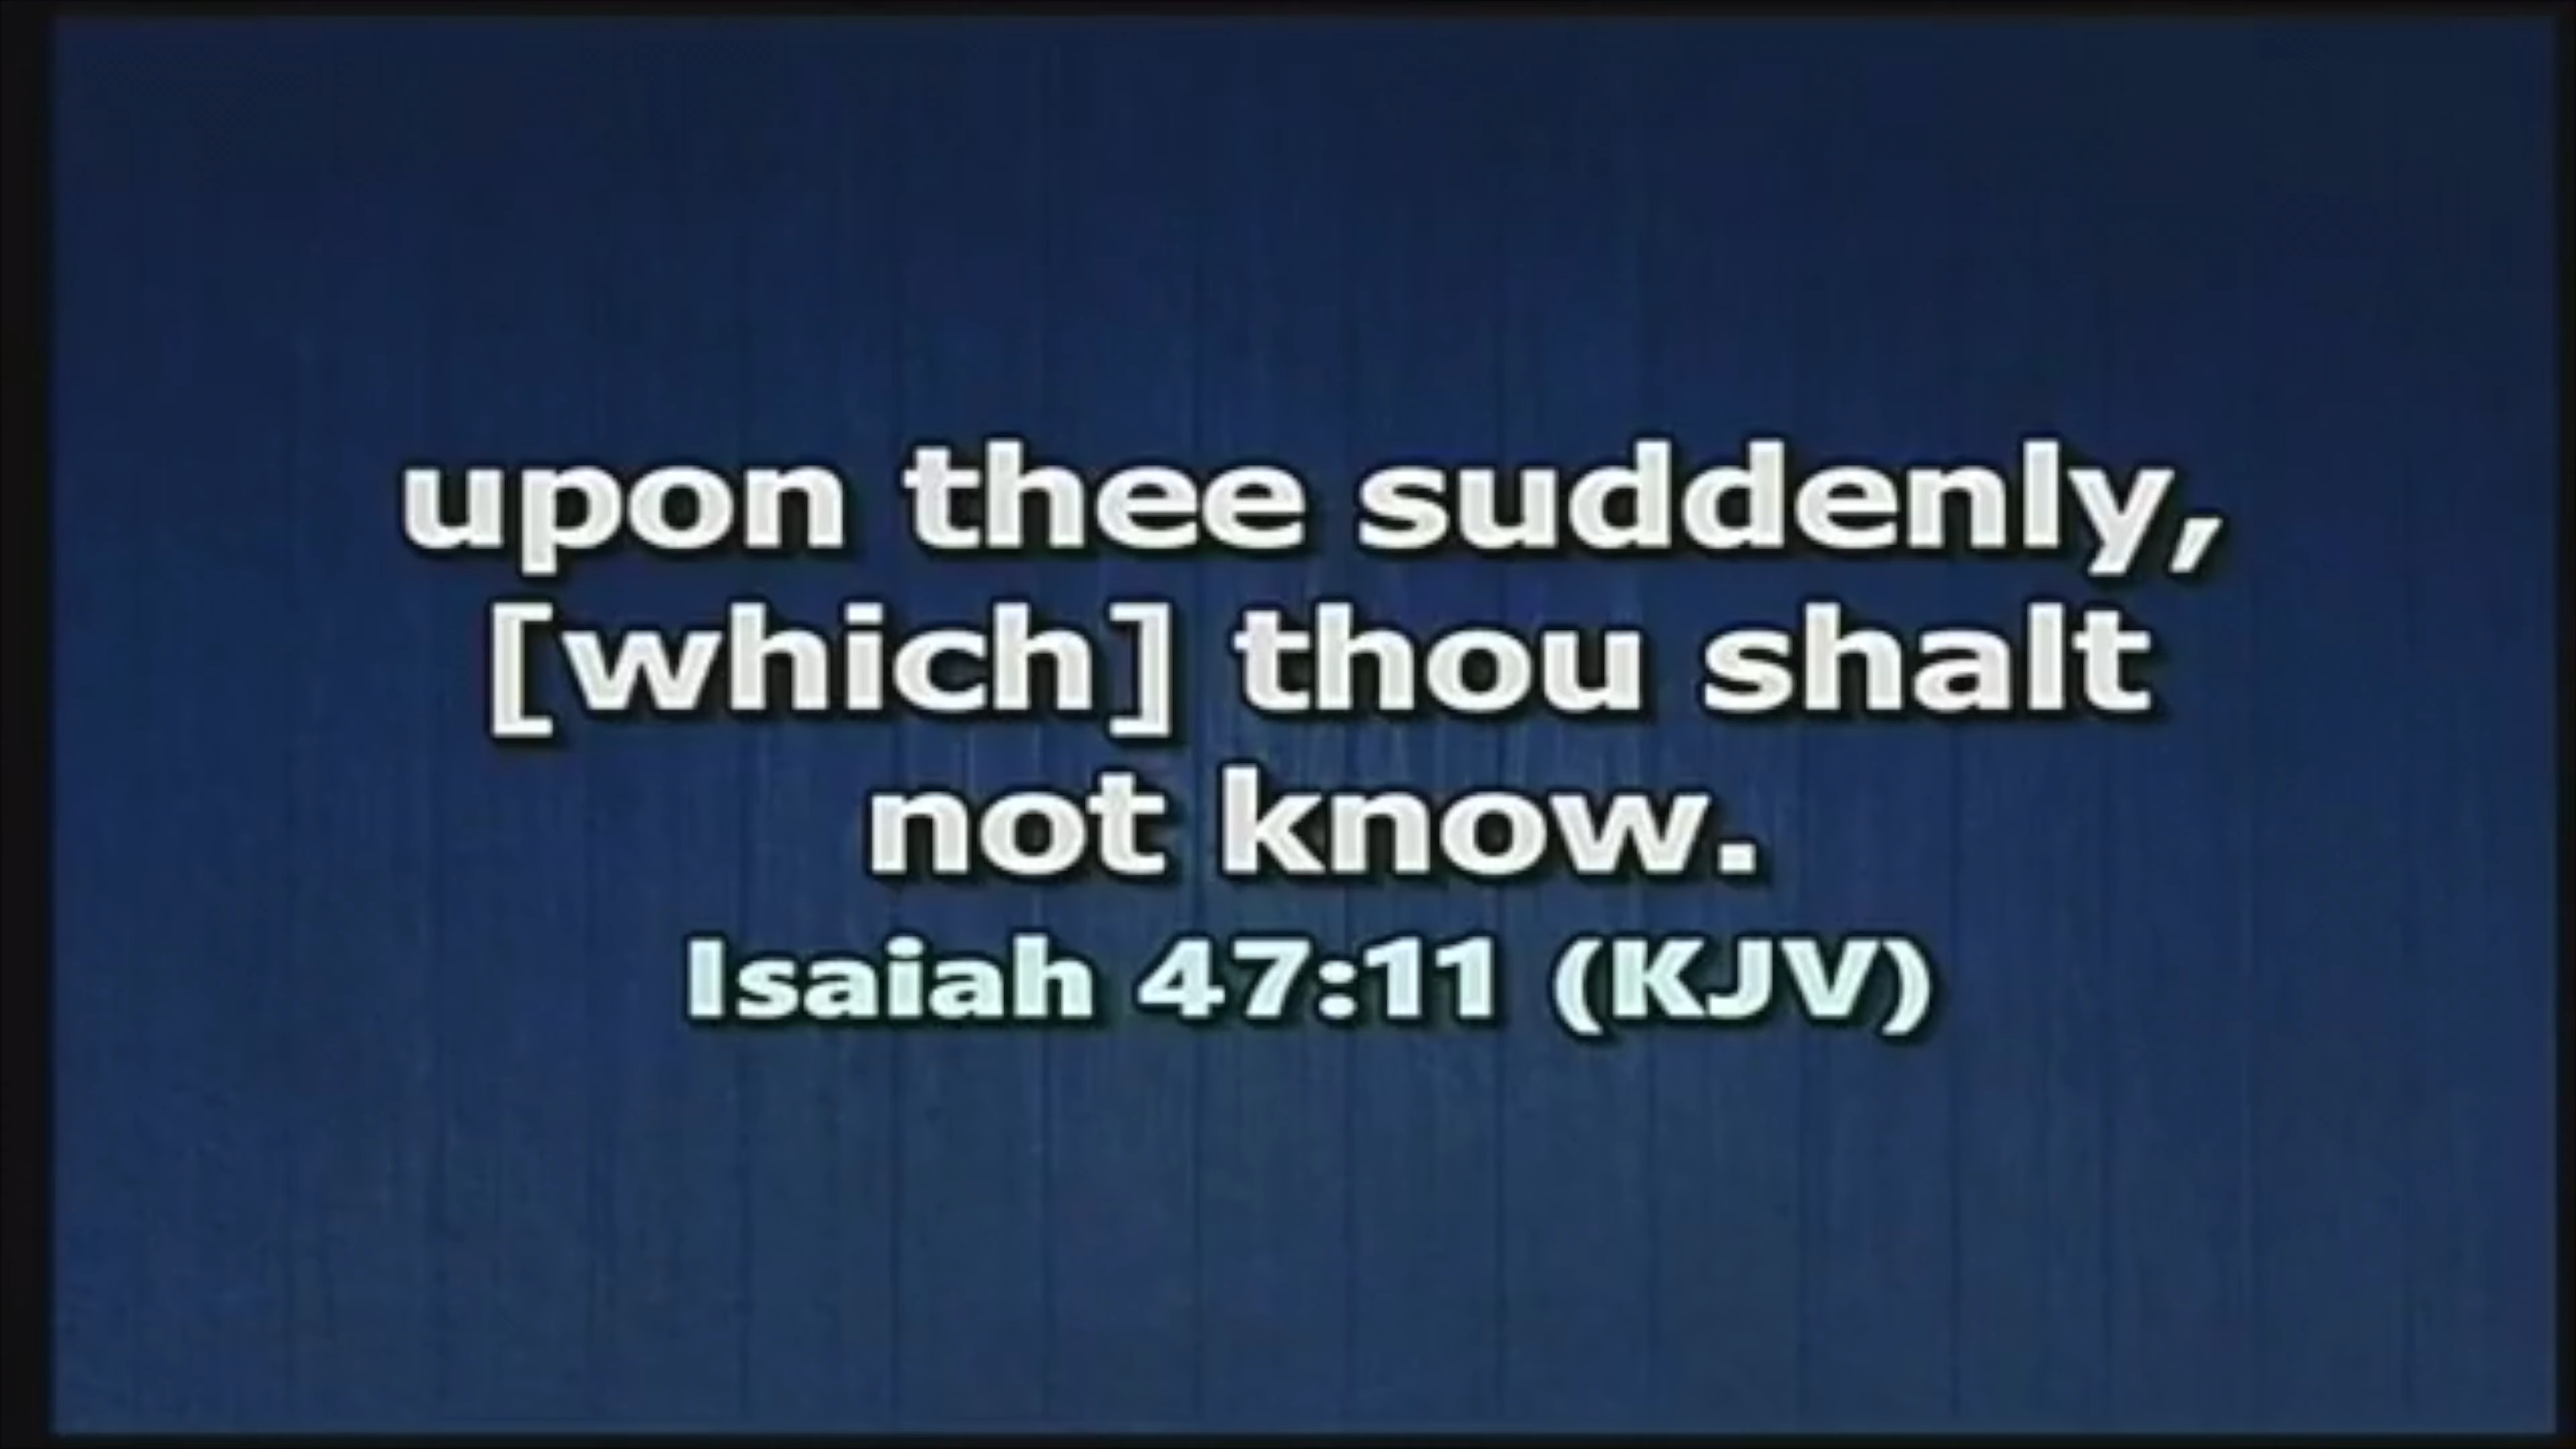 upon thee suddenly,
[which] thou shalt
not know.
Isaiah 47:11 (KJV)